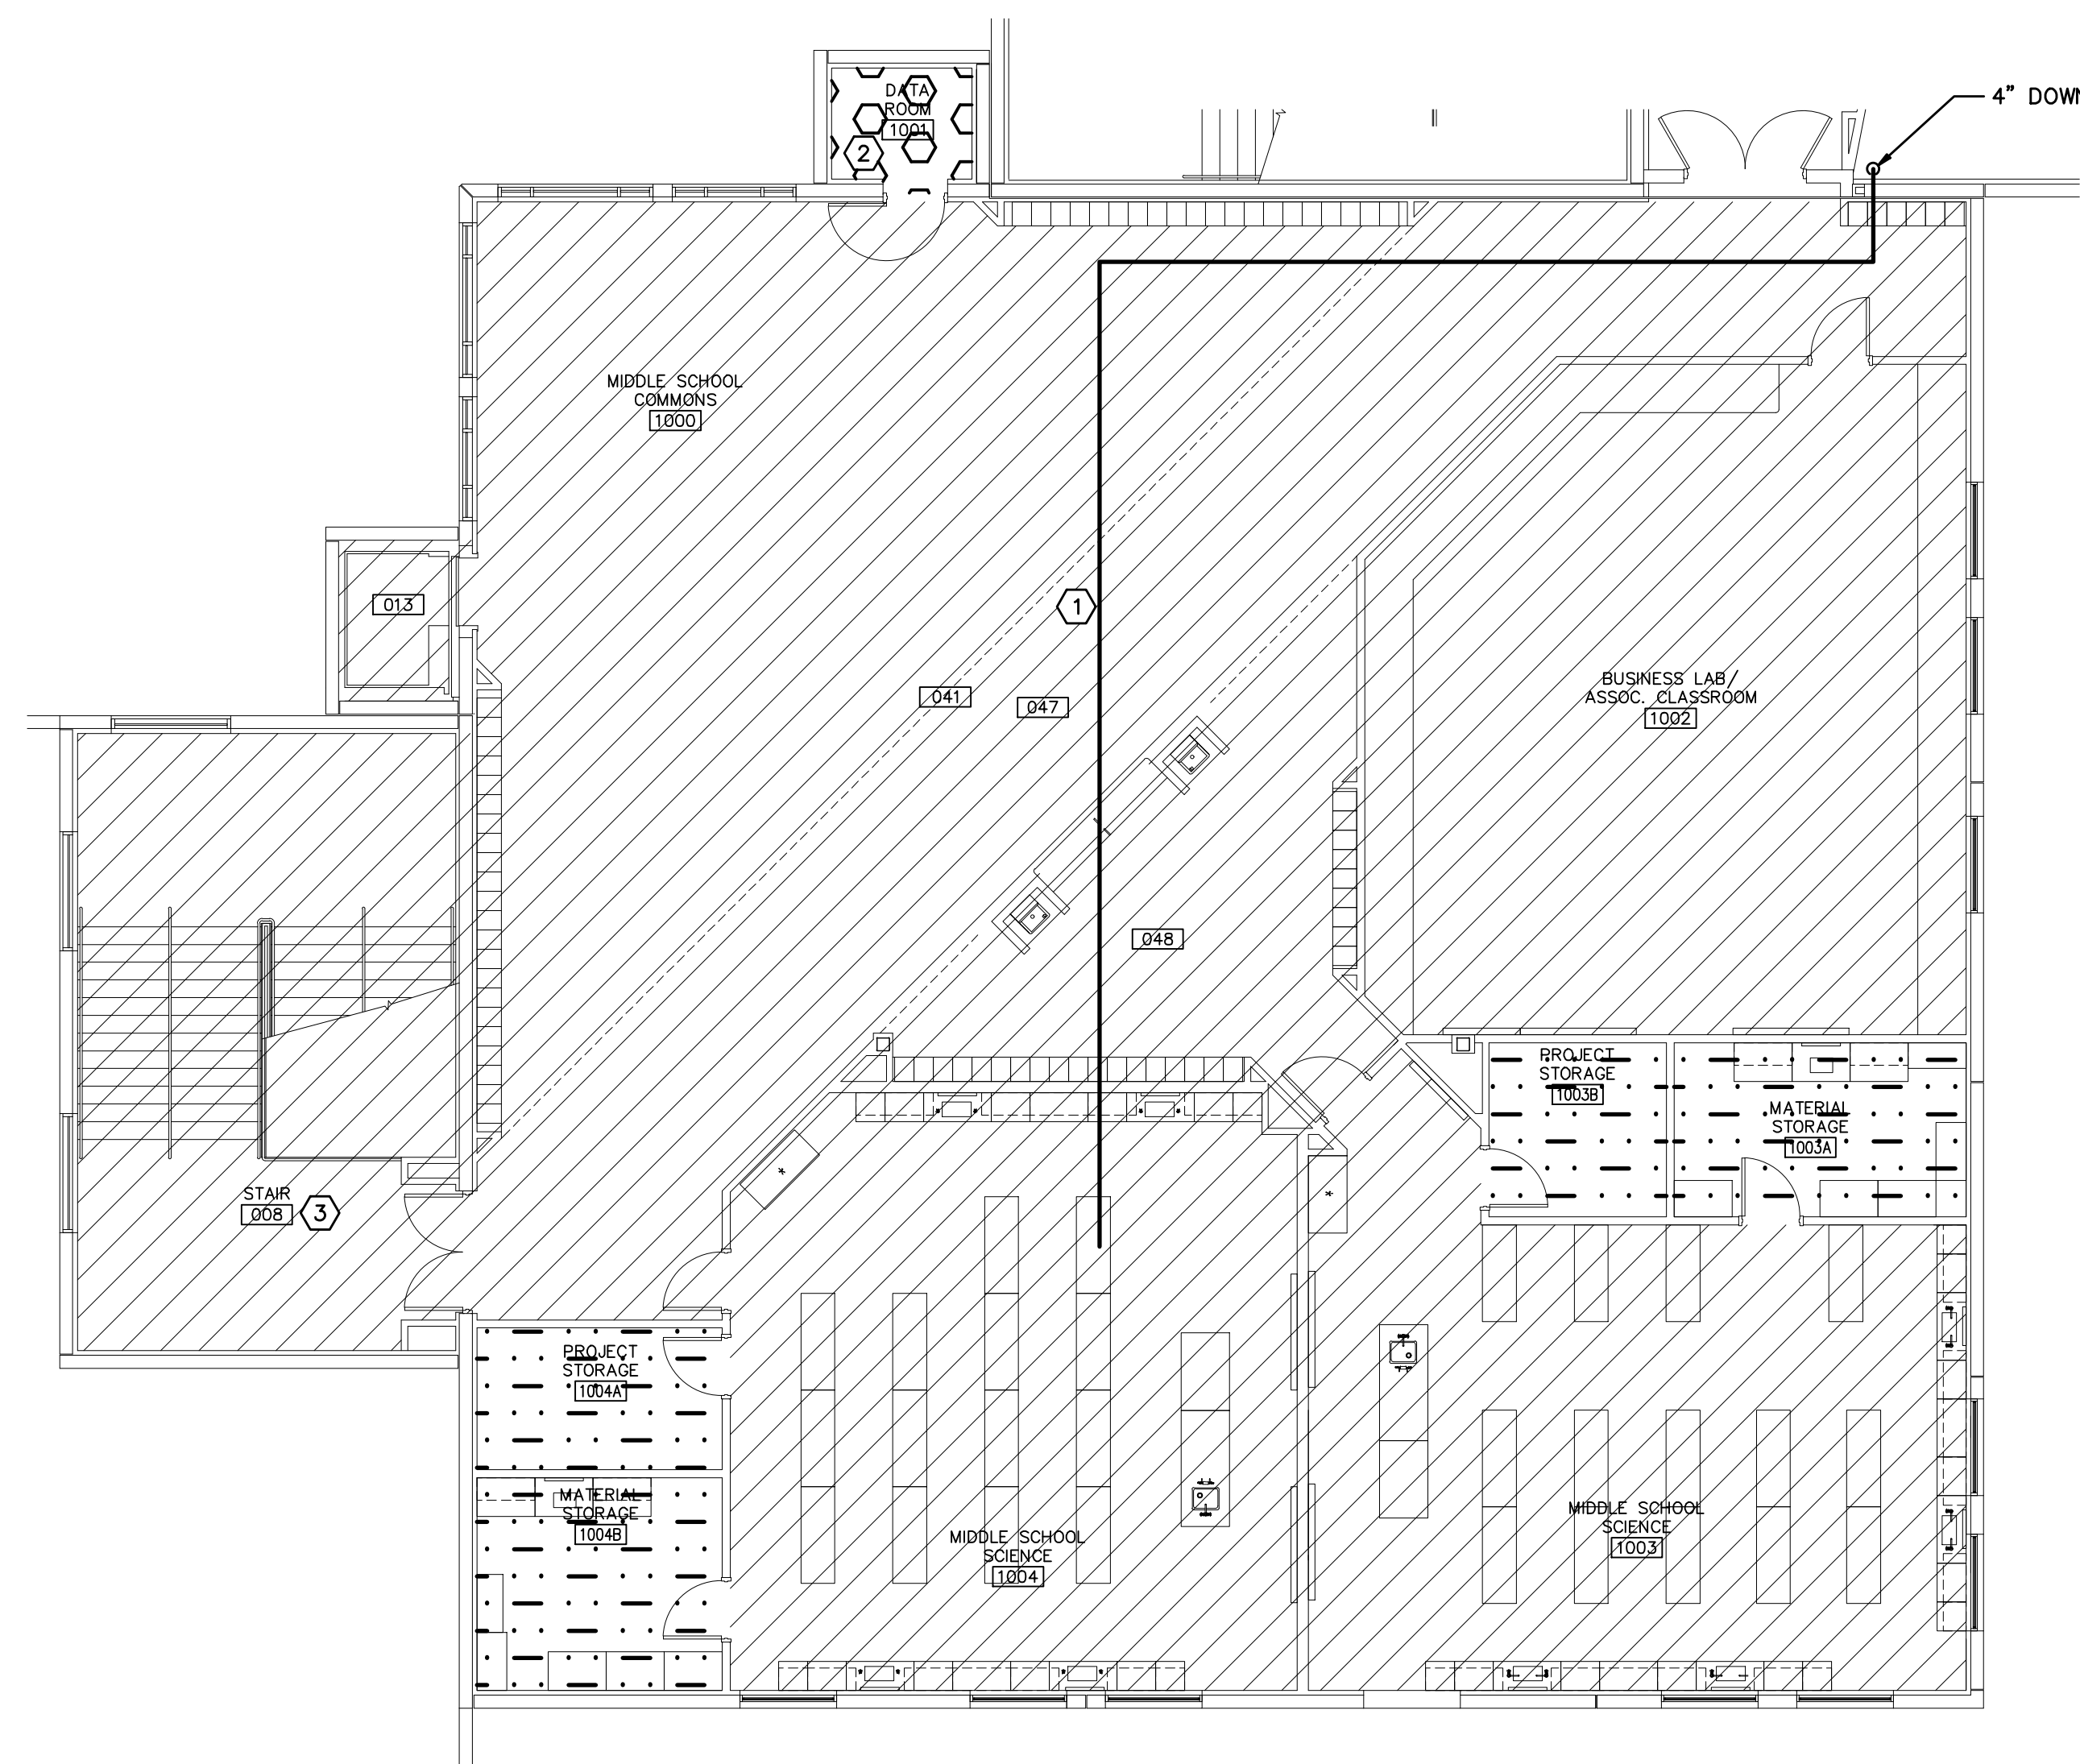 DATA
ROOM
1001
2
4" DOWN
MIDDLE SCHOOL
COMMONS
1000
013
1
041
047
BUSINESS LAB/
ASSOC. CLASSROOM
1002
048
PROJECT
STORAGE
1003B
MATERIAL
STORAGE
1003A
STAIR
008
3
PROJECT
STORAGE
1004A
MATERIAL
STORAGE
1004B
MIDDLE SCHOOL
SCIENCE
1004
MIDDLE SCHOOL
SCIENCE
1003